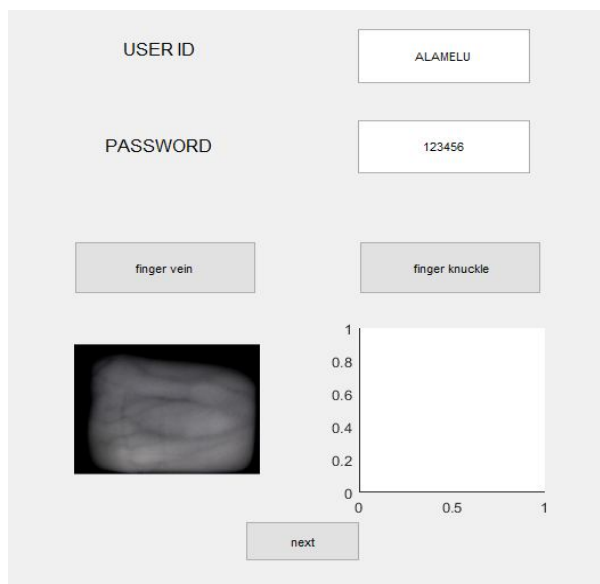 USER ID
ALAMELU
PASSWORD
123456
finger vein
finger knuckle
1
0.8
0.6
0.4
0.2
0
0 0.5 1
next